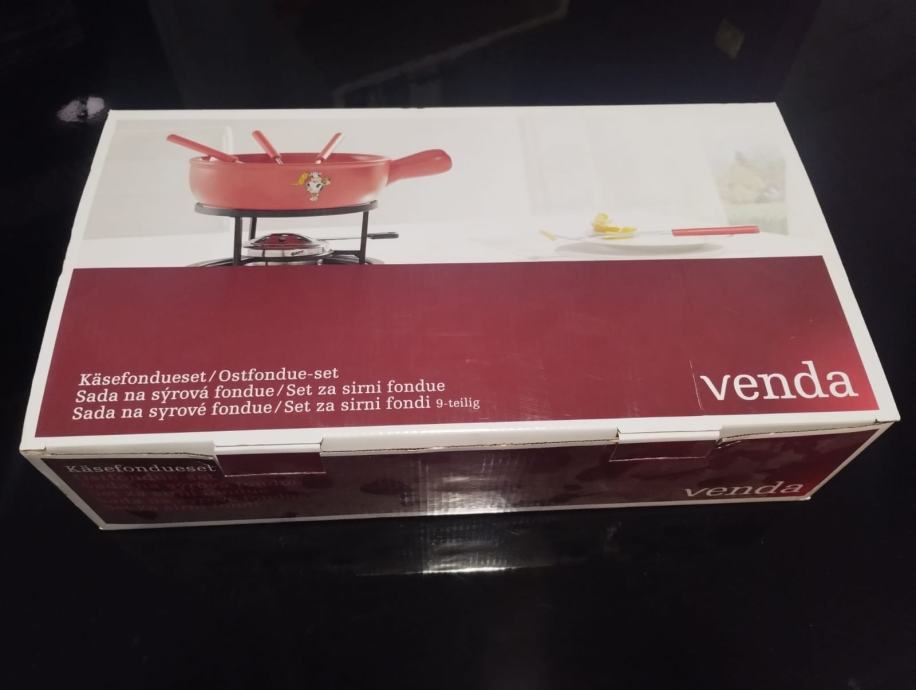 Käsefondueset/Ostfondue-set
Sada na sýrová fondue/Set za sirni fondue
Sada na syrové fondue/Set za sirni fondi 9-teilig
venda
Käsefondueset
venda